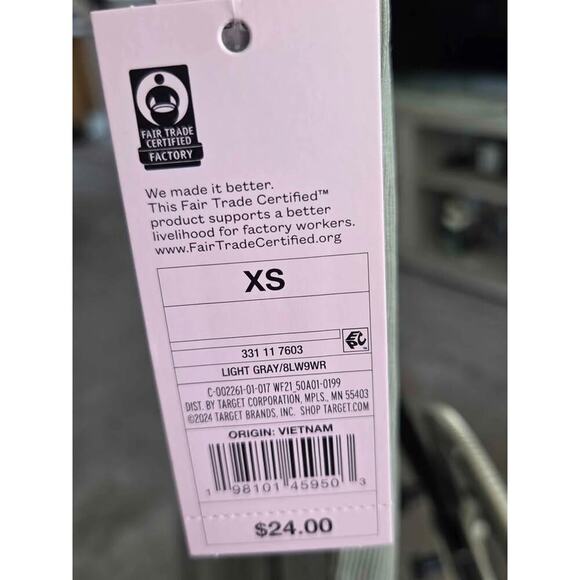 FAIR TRADE
CERTIFIED
FACTORY
We made it better.
This Fair Trade Certified™
product supports a better
livelihood for factory workers.
www.FairTradeCertified.org
XS
EPC
331 11 7603
LIGHT GRAY/8LW9WR
C-002261-01-017 WF21_50A01-0199
DIST. BY TARGET CORPORATION, MPLS., MN 55403
©2024 TARGET BRANDS, INC. SHOP TARGET.COM
ORIGIN: VIETNAM
1 98101 45950 3
$24.00